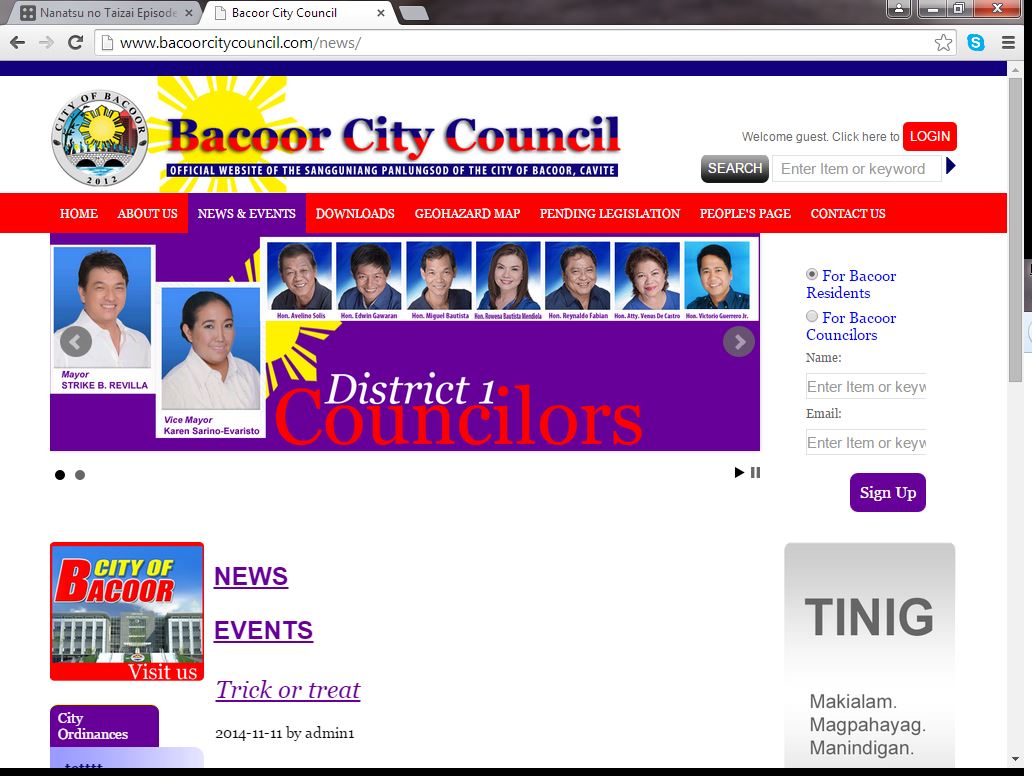 Nanatsu no Taizai Episode
Bacoor City Council
www.bacoorcitycouncil.com/news/
CITY OF BACOOR
2012
Bacoor City Council
OFFICIAL WEBSITE OF THE SANGGUNIANG PANLUNGSOD OF THE CITY OF BACOOR, CAVITE
Welcome guest. Click here to LOGIN
SEARCH Enter Item or keyword
HOME ABOUT US NEWS & EVENTS DOWNLOADS GEOHAZARD MAP PENDING LEGISLATION PEOPLE'S PAGE CONTACT US
Hon. Avelino Solis Hon. Edwin Gawaran Hon. Miguel Bautista Hon. Rowena Bautista Mendiola Hon. Reynaldo Fabian Hon. Atty. Venus De Castro Hon. Victorio Guerrero Jr.
Mayor
STRIKE B. REVILLA
Vice Mayor
Karen Sarino-Evaristo
District 1
Councilors
For Bacoor
Residents
For Bacoor
Councilors
Name:
Enter Item or keyw
Email:
Enter Item or keyw
Sign Up
CITY OF
BACOOR
Visit us
NEWS
EVENTS
Trick or treat
2014-11-11 by admin1
City
Ordinances
TINIG
Makialam.
Magpahayag.
Manindigan.